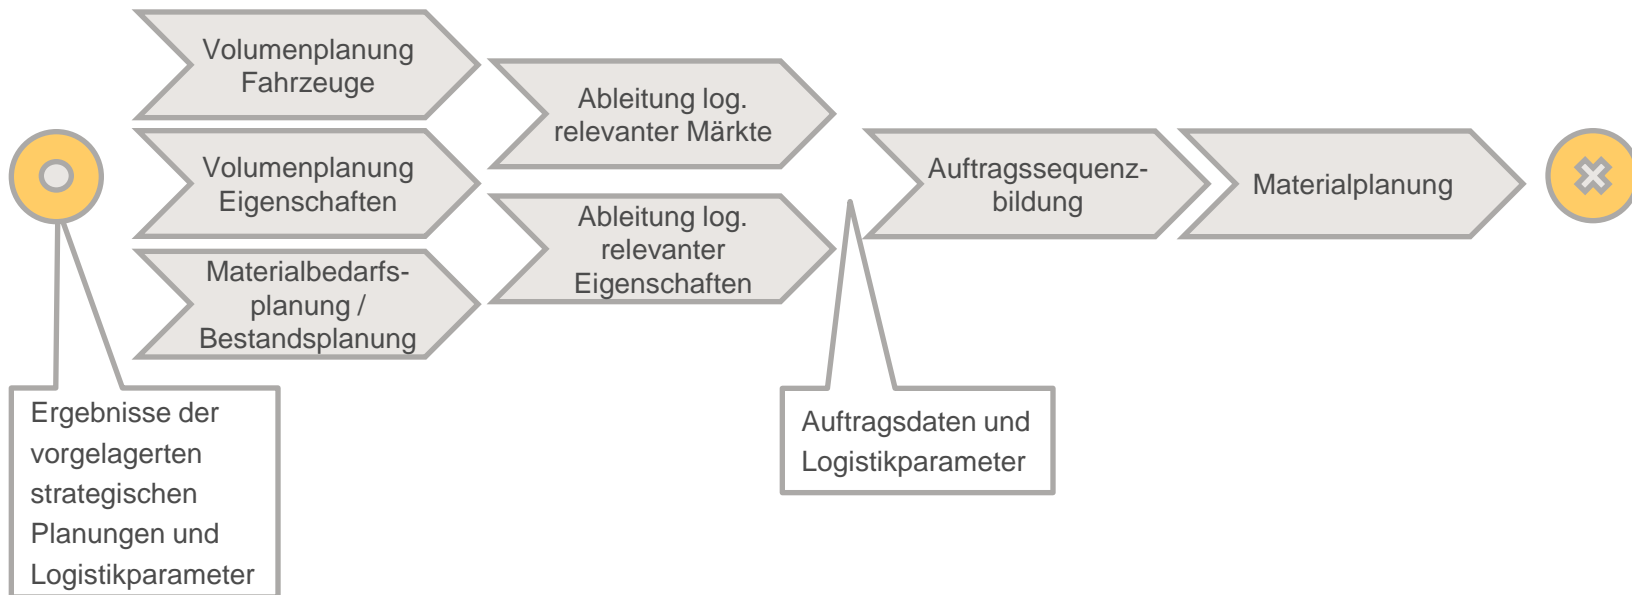 Volumenplanung
Fahrzeuge
Volumenplanung
Eigenschaften
Materialbedarfs-
planung /
Bestandsplanung
Ableitung log.
relevanter Märkte
Ableitung log.
relevanter
Eigenschaften
Auftragssequenz-
bildung
Materialplanung
Ergebnisse der
vorgelagerten
strategischen
Planungen und
Logistikparameter
Auftragsdaten und
Logistikparameter